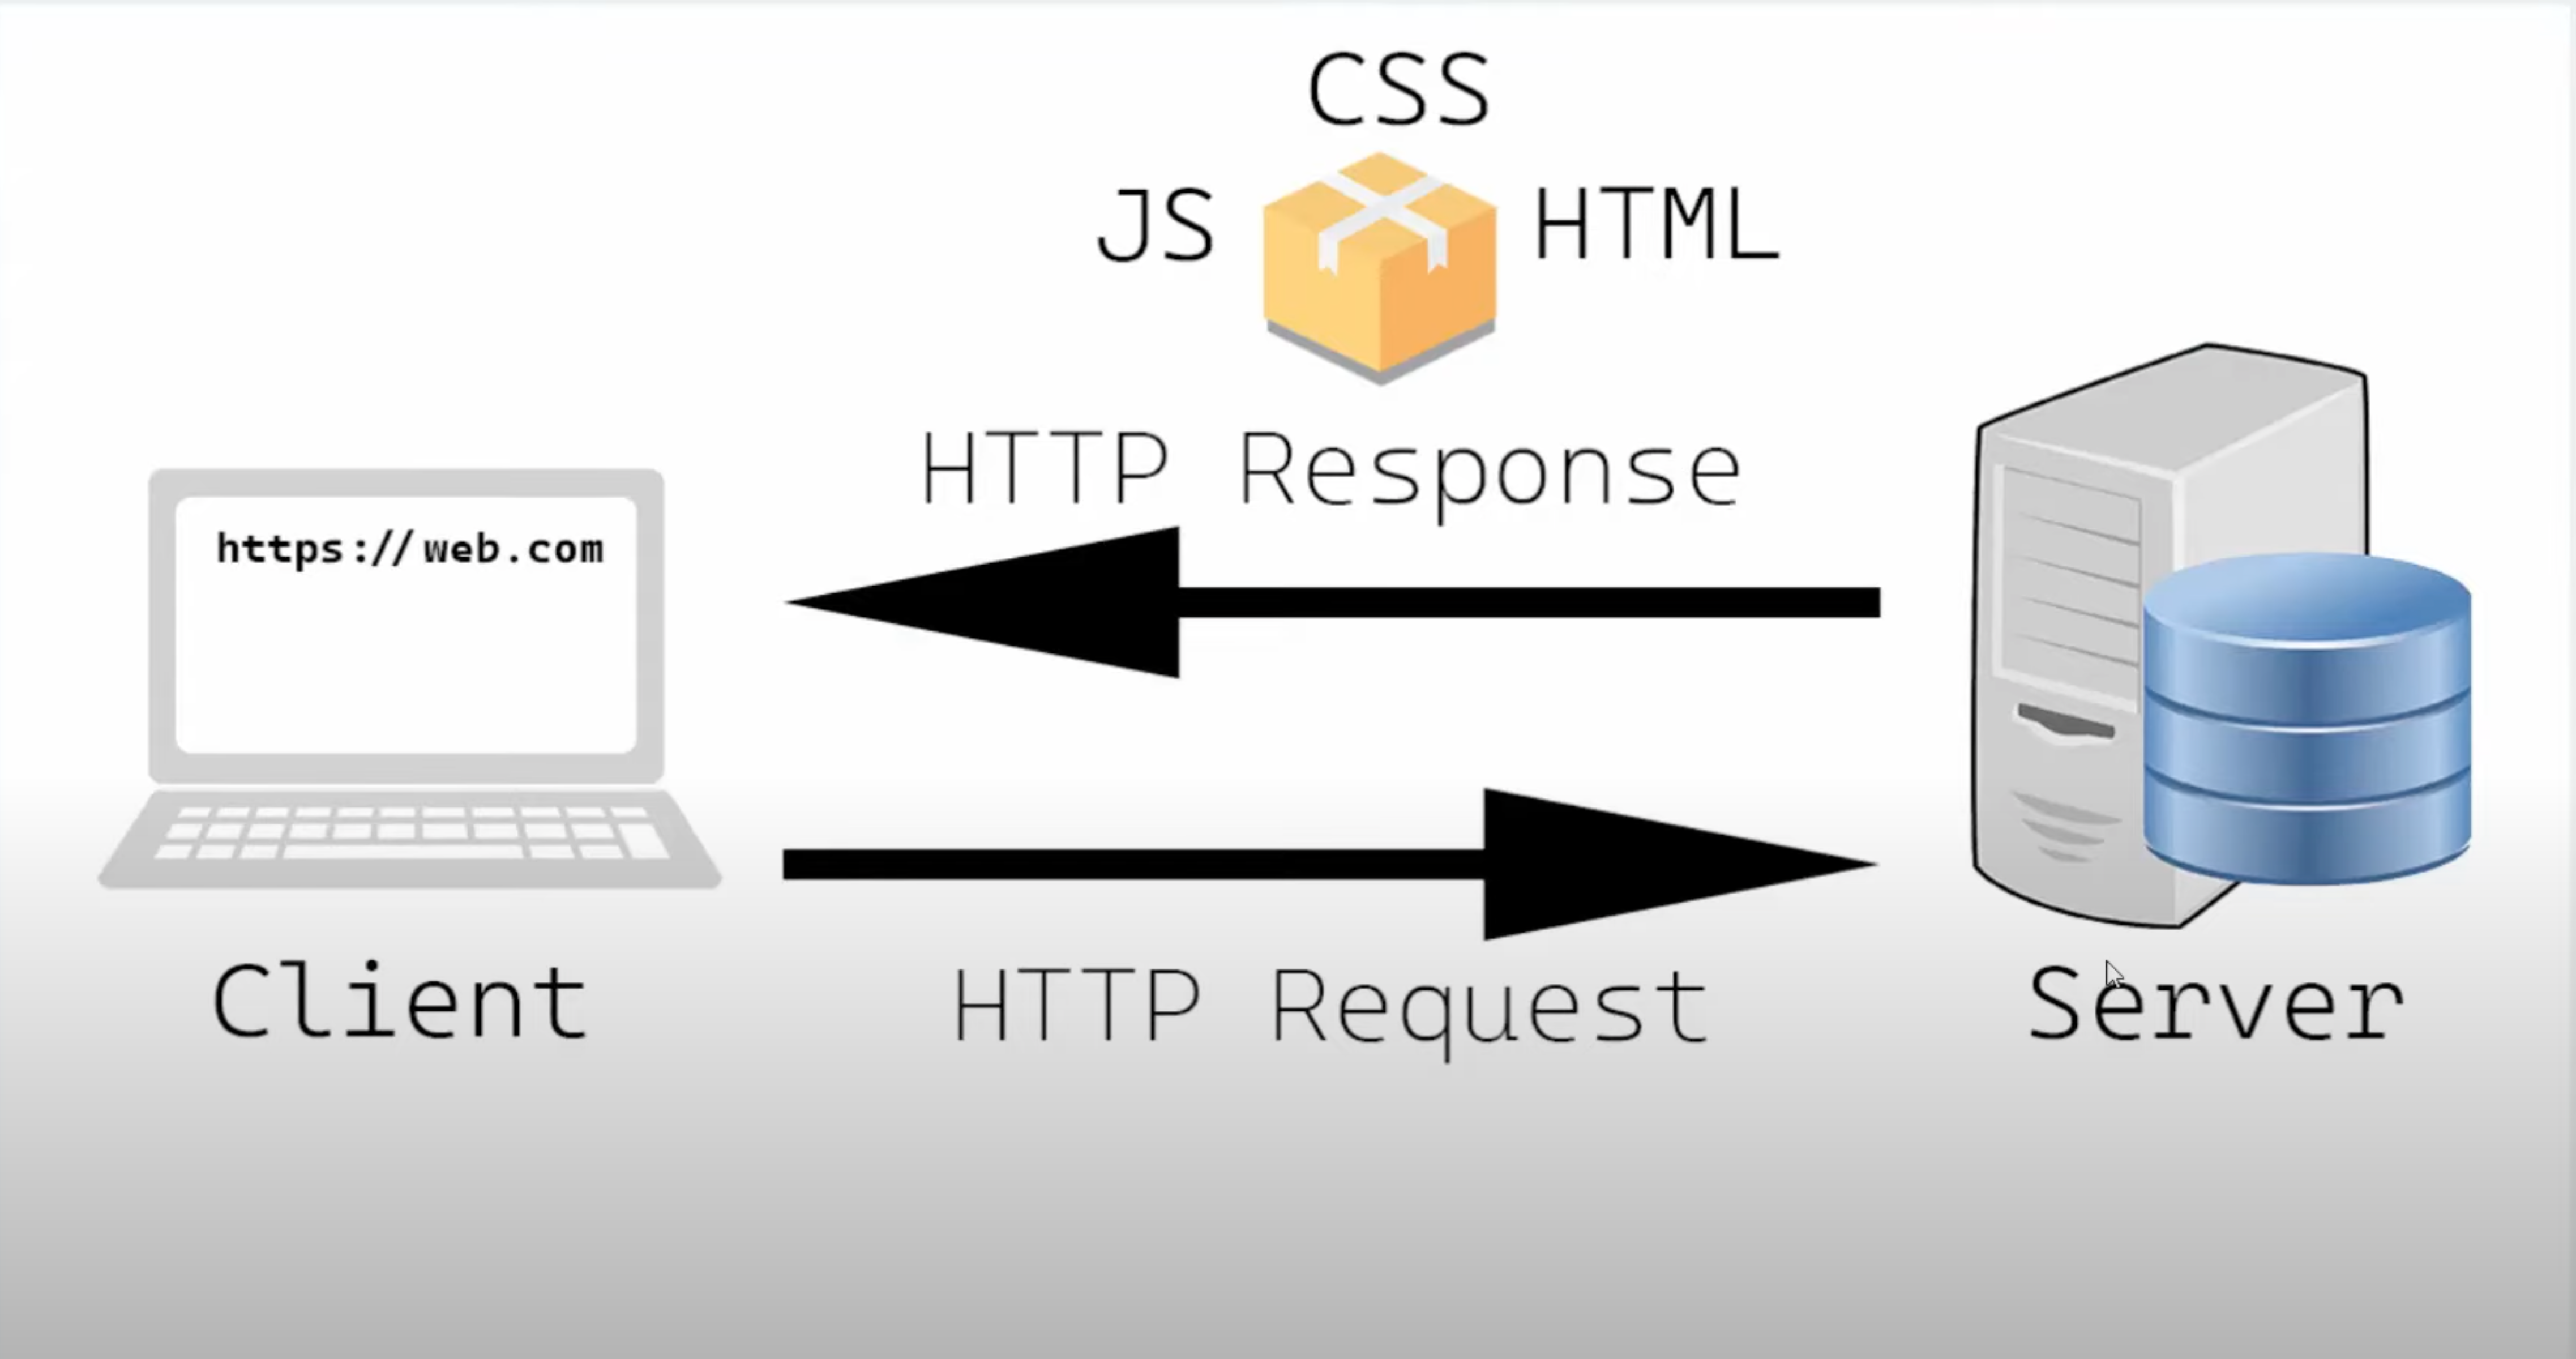 CSS
JS HTML
HTTP Response
https://web.com
HTTP Request
Client
Server